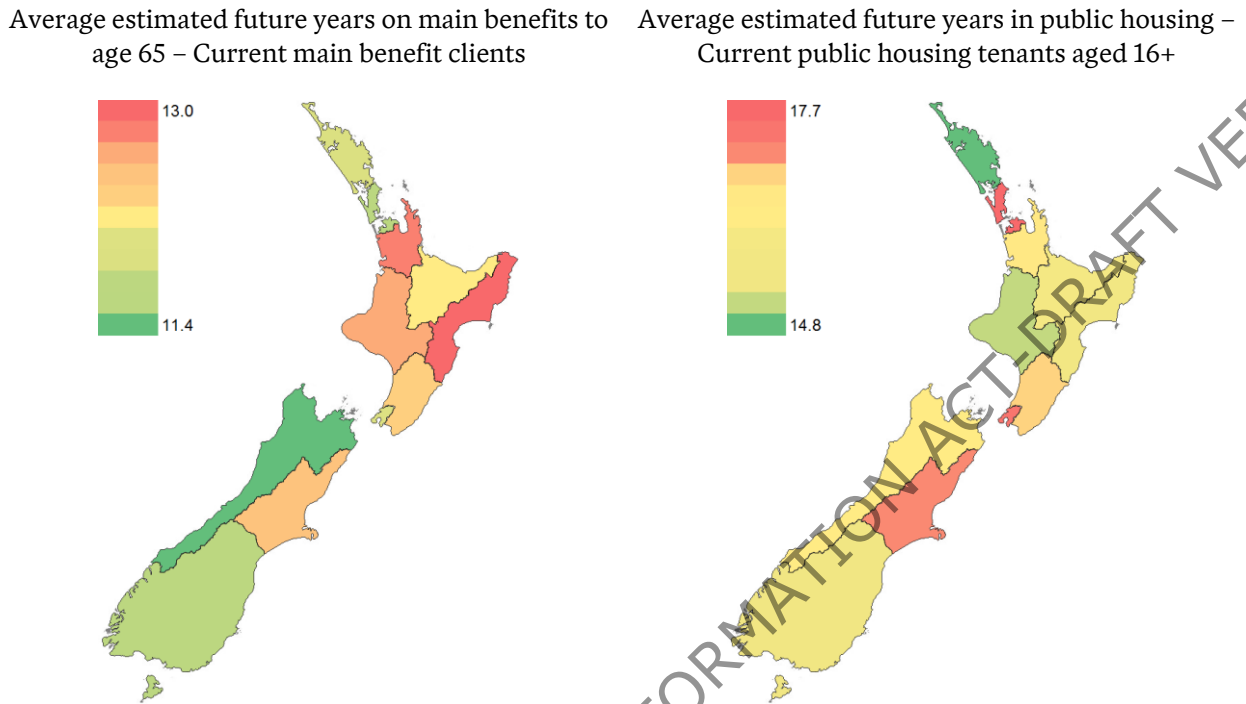 Average estimated future years on main benefits to
age 65 – Current main benefit clients
Average estimated future years in public housing –
Current public housing tenants aged 16+
13.0
11.4
17.7
14.8
ORMATION ACT-DRAFT VE